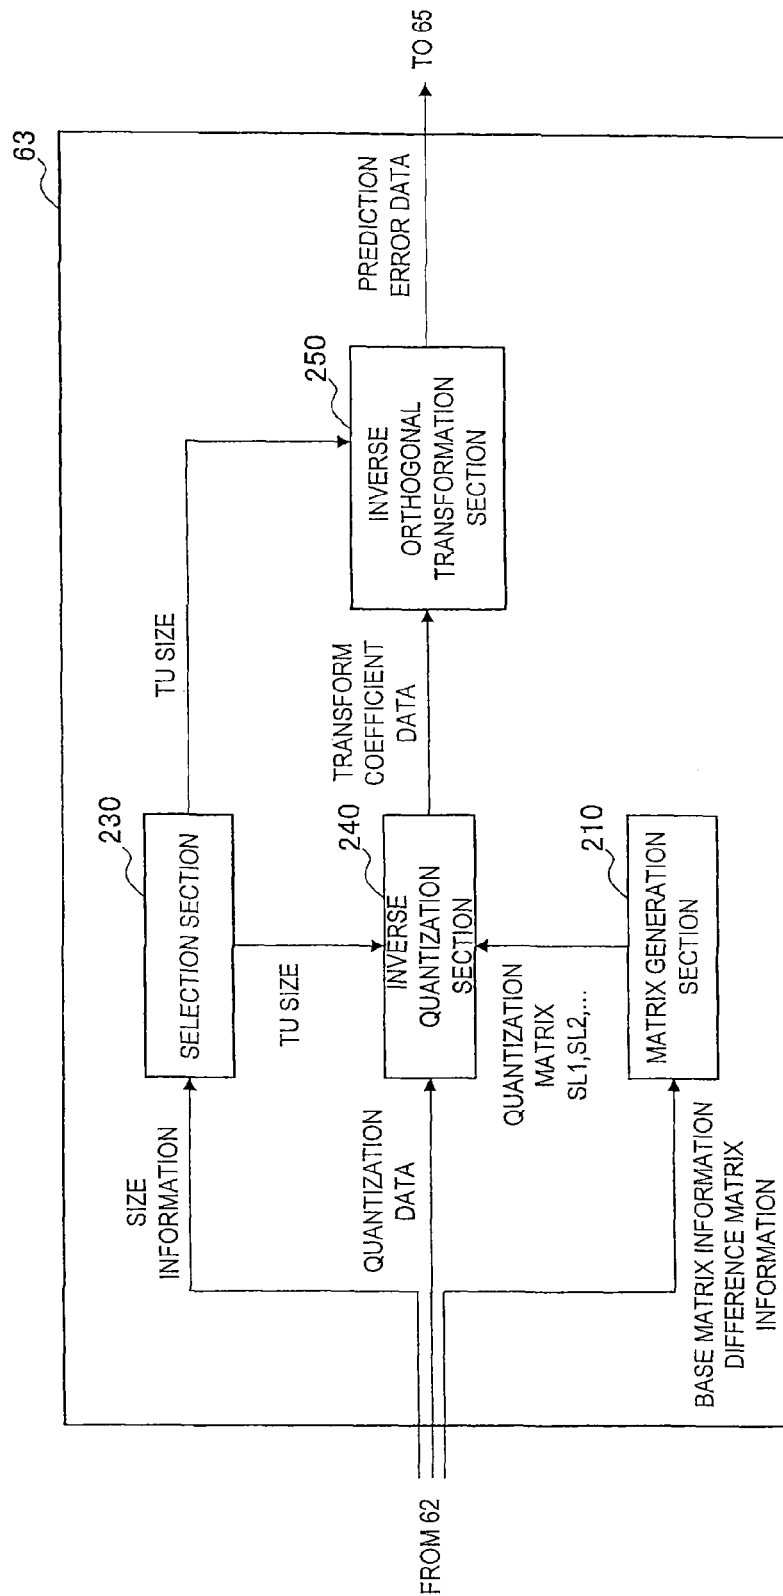 63
FROM 62
SIZE
INFORMATION
QUANTIZATION
DATA
BASE MATRIX INFORMATION
DIFFERENCE MATRIX
INFORMATION
230
SELECTION SECTION
TU SIZE
TU SIZE
240
INVERSE
QUANTIZATION
SECTION
QUANTIZATION
MATRIX
SL1,SL2,...
210
MATRIX GENERATION
SECTION
TRANSFORM
COEFFICIENT
DATA
250
INVERSE
ORTHOGONAL
TRANSFORMATION
SECTION
PREDICTION
ERROR DATA
TO 65